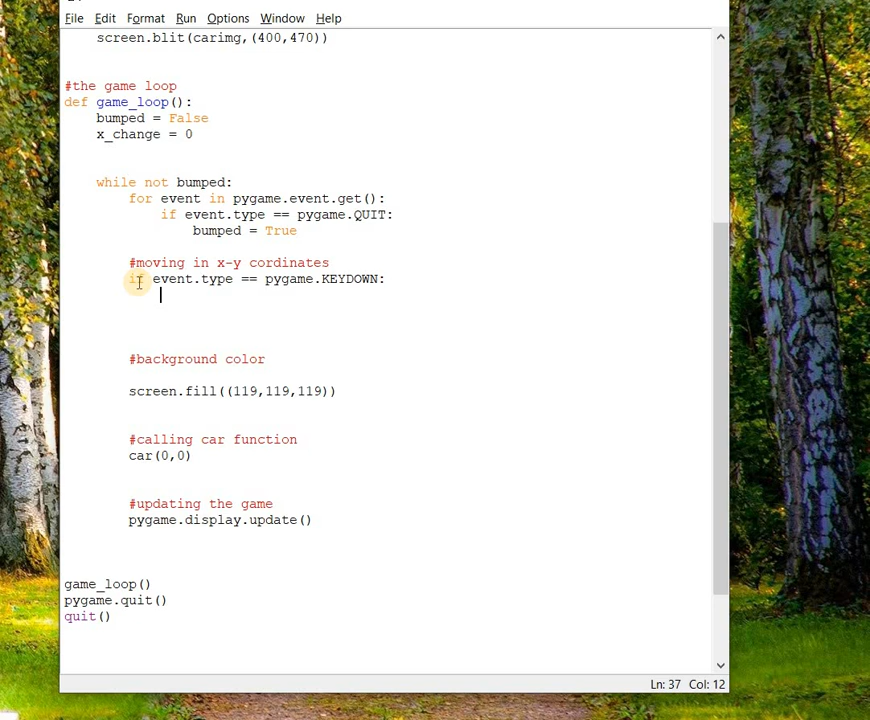 File Edit Format Run Options Window Help
screen.blit(carimg,(400,470))
#the game loop
def game_loop():
bumped = False
x_change = 0
while not bumped:
for event in pygame.event.get():
if event.type == pygame.QUIT:
bumped = True
#moving in x-y cordinates
if event.type == pygame.KEYDOWN:
#background color
screen.fill((119,119,119))
#calling car function
car(0,0)
#updating the game
pygame.display.update()
game_loop()
pygame.quit()
quit()
Ln: 37 Col: 12